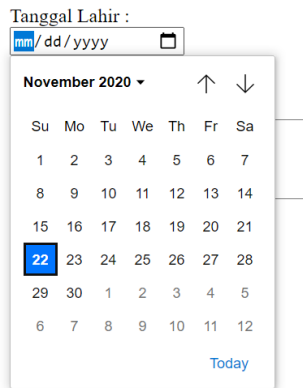 Tanggal Lahir :
mm/dd/yyyy
November 2020
Su Mo Tu We Th Fr Sa
1 2 3 4 5 6 7
8 9 10 11 12 13 14
15 16 17 18 19 20 21
22 23 24 25 26 27 28
29 30 1 2 3 4 5
6 7 8 9 10 11 12
Today